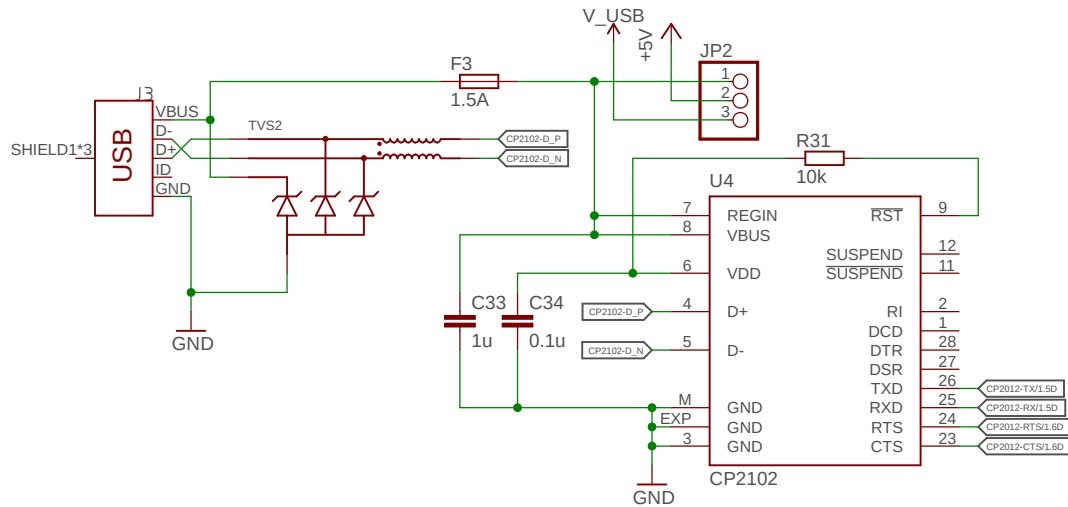 V_USB
+5V
JP2
1
2
3
F3
1.5A
J3
VBUS
D-
D+
ID
GND
USB
SHIELD1*3
TVS2
CP2102-D_P
CP2102-D_N
GND
R31
10k
U4
7 REGIN
8 VBUS
6 VDD
4 D+
5 D-
M GND
EXP GND
3 GND
RST 9
SUSPEND 12
SUSPEND 11
RI 2
DCD 1
DTR 28
DSR 27
TXD 26
RXD 25
RTS 24
CTS 23
C33
1u
C34
0.1u
CP2102-D_P
CP2102-D_N
CP2012-TX/1.5D
CP2012-RX/1.5D
CP2012-RTS/1.6D
CP2012-CTS/1.6D
CP2102
GND